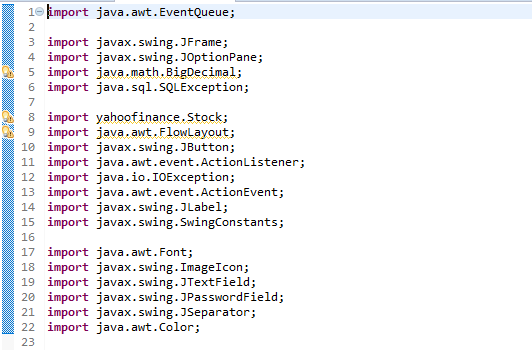 1 import java.awt.EventQueue;
2
3 import javax.swing.JFrame;
4 import javax.swing.JOptionPane;
5 import java.math.BigDecimal;
6 import java.sql.SQLException;
7
8 import yahoofinance.Stock;
9 import java.awt.FlowLayout;
10 import javax.swing.JButton;
11 import java.awt.event.ActionListener;
12 import java.io.IOException;
13 import java.awt.event.ActionEvent;
14 import javax.swing.JLabel;
15 import javax.swing.SwingConstants;
16
17 import java.awt.Font;
18 import javax.swing.ImageIcon;
19 import javax.swing.JTextField;
20 import javax.swing.JPasswordField;
21 import javax.swing.JSeparator;
22 import java.awt.Color;
23